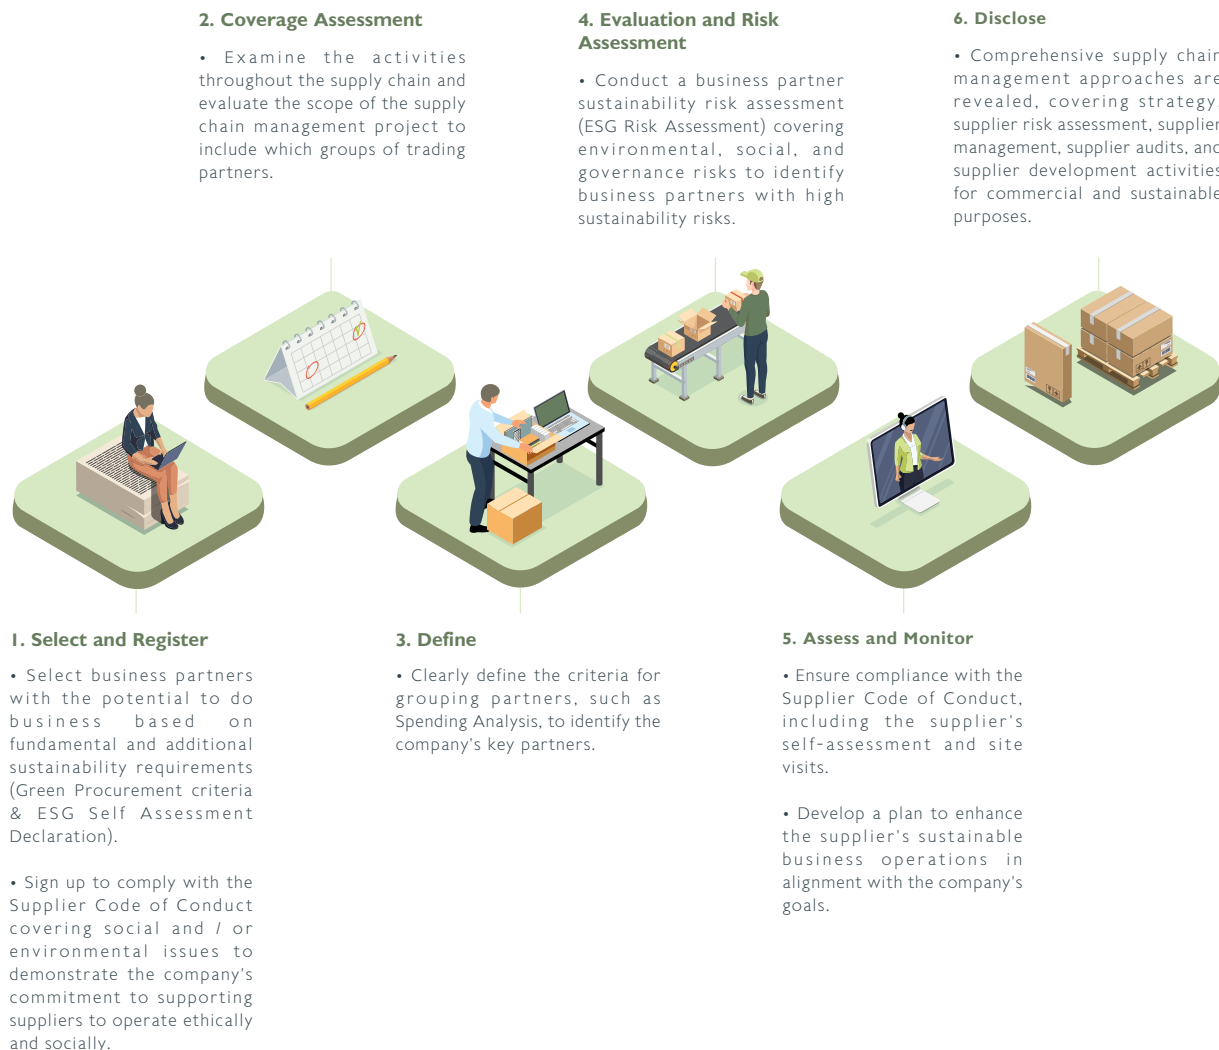 2. Coverage Assessment
• Examine the activities
throughout the supply chain and
evaluate the scope of the supply
chain management project to
include which groups of trading
partners.
4. Evaluation and Risk
Assessment
• Conduct a business partner
sustainability risk assessment
(ESG Risk Assessment) covering
environmental, social, and
governance risks to identify
business partners with high
sustainability risks.
6. Disclose
• Comprehensive supply chain
management approaches are
revealed, covering strategy,
supplier risk assessment, supplier
management, supplier audits, and
supplier development activities
for commercial and sustainable
purposes.
1. Select and Register
• Select business partners
with the potential to do
business based on
fundamental and additional
sustainability requirements
(Green Procurement criteria
& ESG Self Assessment
Declaration).
• Sign up to comply with the
Supplier Code of Conduct
covering social and / or
environmental issues to
demonstrate the company's
commitment to supporting
suppliers to operate ethically
and socially.
3. Define
• Clearly define the criteria for
grouping partners, such as
Spending Analysis, to identify the
company's key partners.
5. Assess and Monitor
• Ensure compliance with the
Supplier Code of Conduct,
including the supplier's
self-assessment and site
visits.
• Develop a plan to enhance
the supplier's sustainable
business operations in
alignment with the company's
goals.